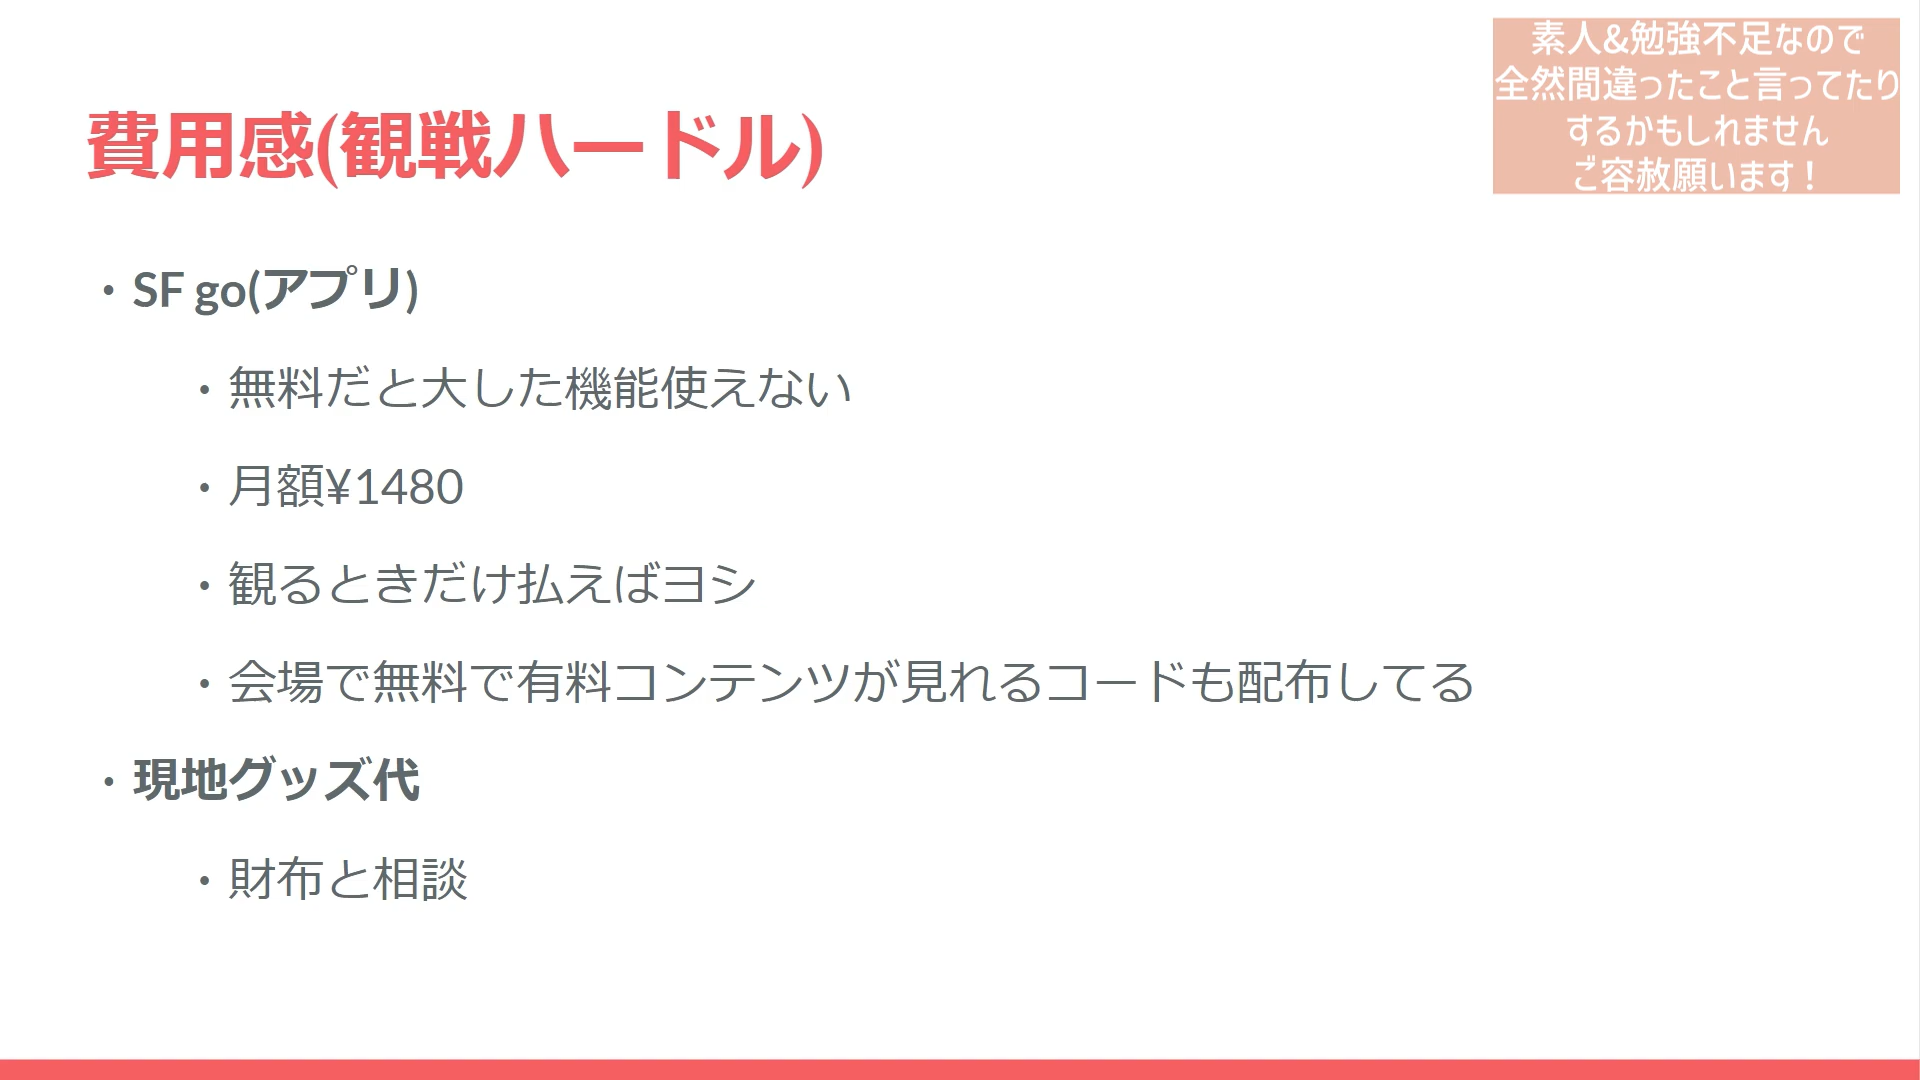 素人&勉強不足なので
全然間違ったこと言ってたり
するかもしれません
ご容赦願います！
費用感(観戦ハードル)
・SF go(アプリ)
・無料だと大した機能使えない
・月額¥1480
・観るときだけ払えばヨシ
・会場で無料で有料コンテンツが見れるコードも配布してる
・現地グッズ代
・財布と相談